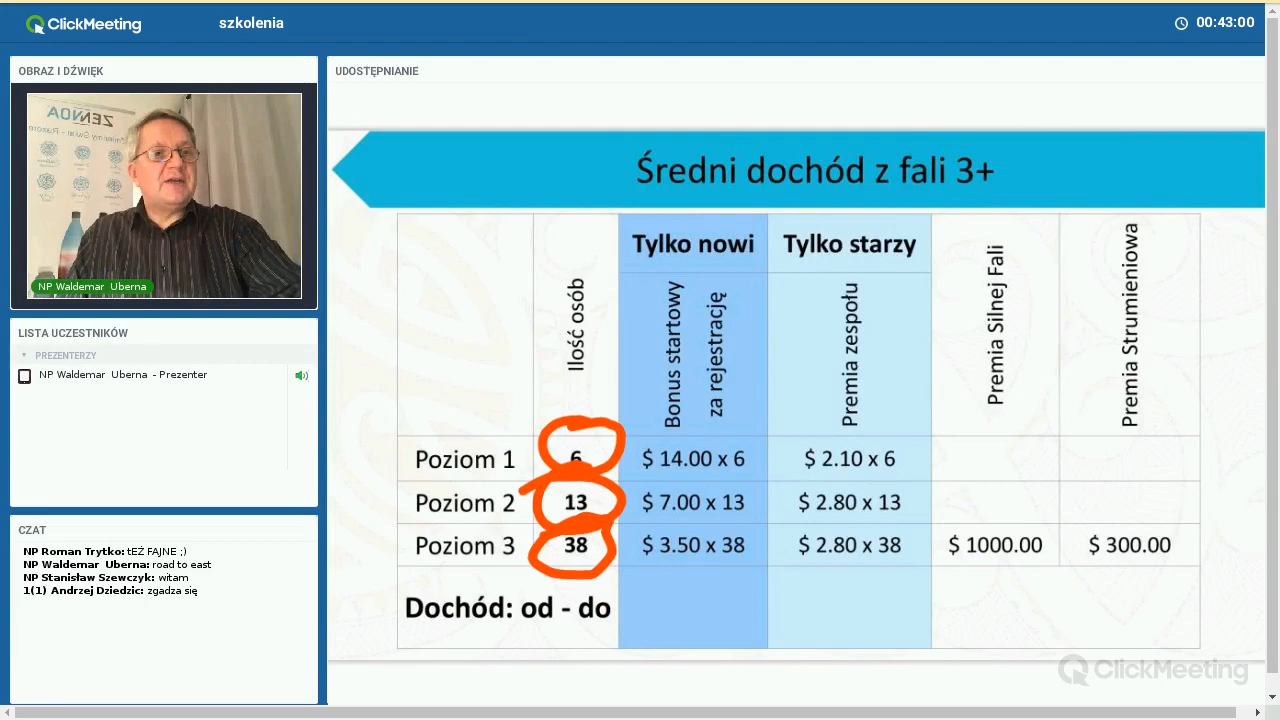 ClickMeeting
szkolenia
00:43:00
OBRAZ I DŹWIĘK
ZENNOA
NP Waldemar Uberna
LISTA UCZESTNIKÓW
PREZENTERZY
NP Waldemar Uberna - Prezenter
CZAT
NP Roman Trytko: tEŻ FAJNE ;)
NP Waldemar Uberna: road to east
NP Stanisław Szewczyk: witam
1(1) Andrzej Dziedzic: zgadza się
UDOSTĘPNIANIE
Średni dochód z fali 3+
Ilość osób
Tylko nowi
Tylko starzy
Bonus startowy
za rejestrację
Premia zespołu
Premia Silnej Fali
Premia Strumieniowa
Poziom 1 6 $ 14.00 x 6 $ 2.10 x 6
Poziom 2 13 $ 7.00 x 13 $ 2.80 x 13
Poziom 3 38 $ 3.50 x 38 $ 2.80 x 38 $ 1000.00 $ 300.00
Dochód: od - do
ClickMeeting